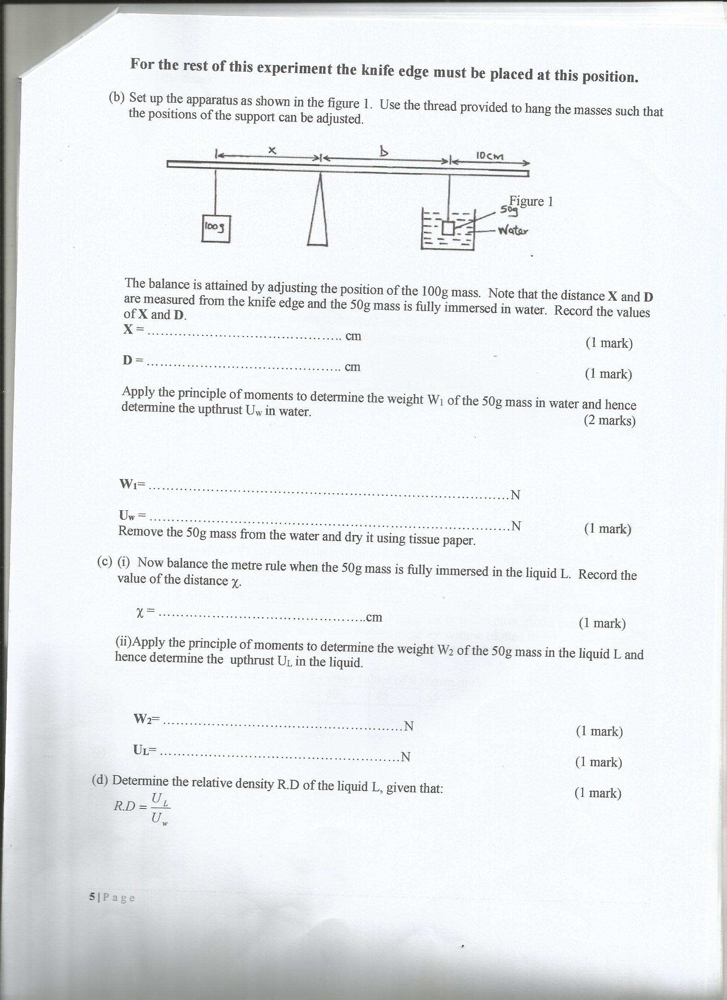 For the rest of this experiment the knife edge must be placed at this position.
(b) Set up the apparatus as shown in the figure 1. Use the thread provided to hang the masses such that
the positions of the support can be adjusted.
x
D
10cm
Figure 1
50g
Water
100g
The balance is attained by adjusting the position of the 100g mass. Note that the distance X and D
are measured from the knife edge and the 50g mass is fully immersed in water. Record the values
of X and D.
X = .......................................... cm (1 mark)
D = .......................................... cm (1 mark)
Apply the principle of moments to determine the weight W₁ of the 50g mass in water and hence
determine the upthrust Uw in water. (2 marks)
W₁= ...............................................................................N
Uw = ...............................................................................N (1 mark)
Remove the 50g mass from the water and dry it using tissue paper.
(c) (i) Now balance the metre rule when the 50g mass is fully immersed in the liquid L. Record the
value of the distance χ.
χ = .............................................cm (1 mark)
(ii)Apply the principle of moments to determine the weight W₂ of the 50g mass in the liquid L and
hence determine the upthrust UL in the liquid.
W₂= .....................................................N (1 mark)
UL= .....................................................N (1 mark)
(d) Determine the relative density R.D of the liquid L, given that: (1 mark)
R.D = U_L / U_w
5|Page